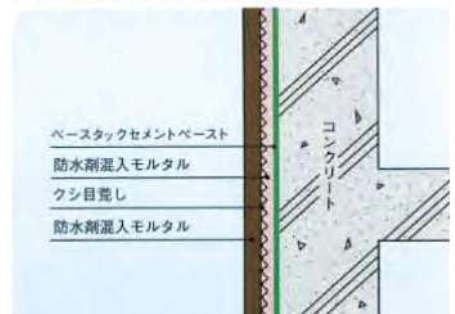 ベースタックセメントペースト
防水剤混入モルタル
クシ目荒し
防水剤混入モルタル
コンクリート